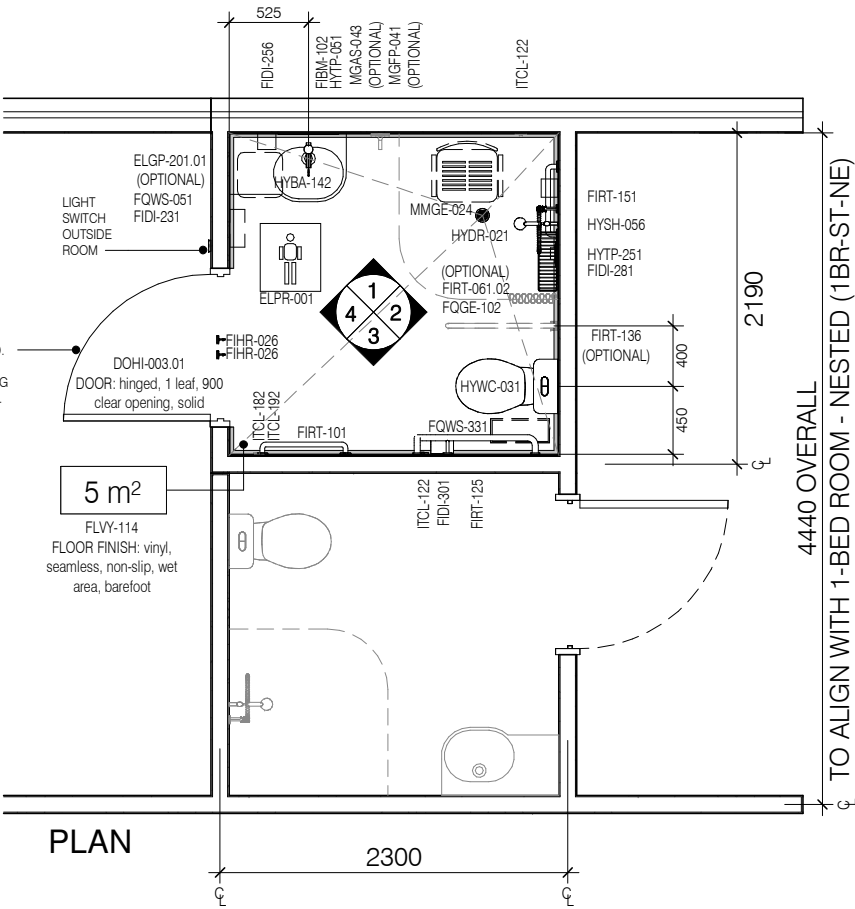 525
FIDI-256
FIBM-102
HYTP-051
MGAS-043
(OPTIONAL)
MGFP-041
(OPTIONAL)
ITCL-122
ELGP-201.01
(OPTIONAL)
FQWS-051
FIDI-231
LIGHT
SWITCH
OUTSIDE
ROOM
HYBA-142
MMGE-024
HYDR-021
FIRT-151
HYSH-056
HYTP-251
FIDI-281
ELPR-001
(OPTIONAL)
FIRT-061.02
FQGE-102
1
2
3
4
FIHR-026
FIHR-026
FIRT-136
(OPTIONAL)
400
450
2190
G
DOHI-003.01
DOOR: hinged, 1 leaf, 900
clear opening, solid
HYWC-031
ITCL-182
ITCL-192
FIRT-101
FQWS-331
5 m²
FLVY-114
FLOOR FINISH: vinyl,
seamless, non-slip, wet
area, barefoot
ITCL-122
FIDI-301
FIRT-125
CL
4440 OVERALL
TO ALIGN WITH 1-BED ROOM - NESTED (1BR-ST-NE)
CL
PLAN
2300
CL
CL